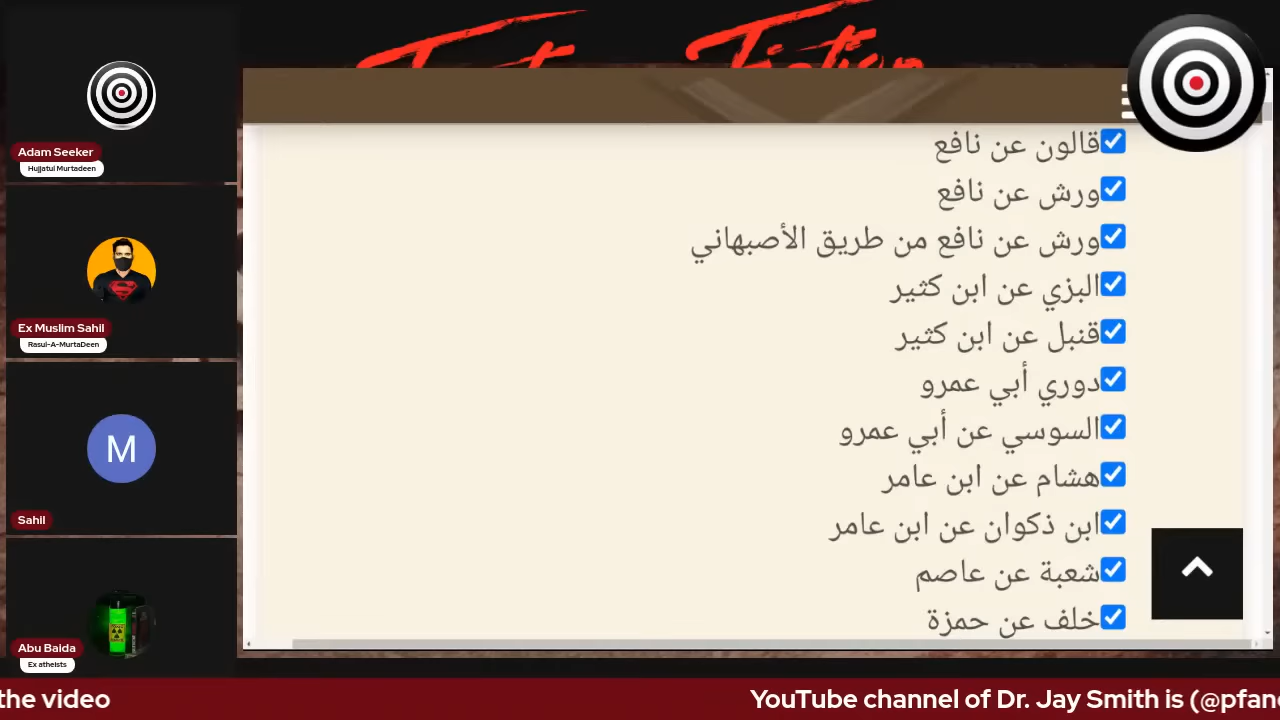 Fiction
Adam Seeker
Hujjatul Murtadeen
Ex Muslim Sahil
Rasul-A-MurtaDeen
M
Sahil
Abu Baida
Ex atheists
قالون عن نافع
ورش عن نافع
ورش عن نافع من طريق الأصبهاني
البزي عن ابن كثير
قنبل عن ابن كثير
دوري أبي عمرو
السوسي عن أبي عمرو
هشام عن ابن عامر
ابن ذكوان عن ابن عامر
شعبة عن عاصم
خلف عن حمزة
the video
YouTube channel of Dr. Jay Smith is (@pfan